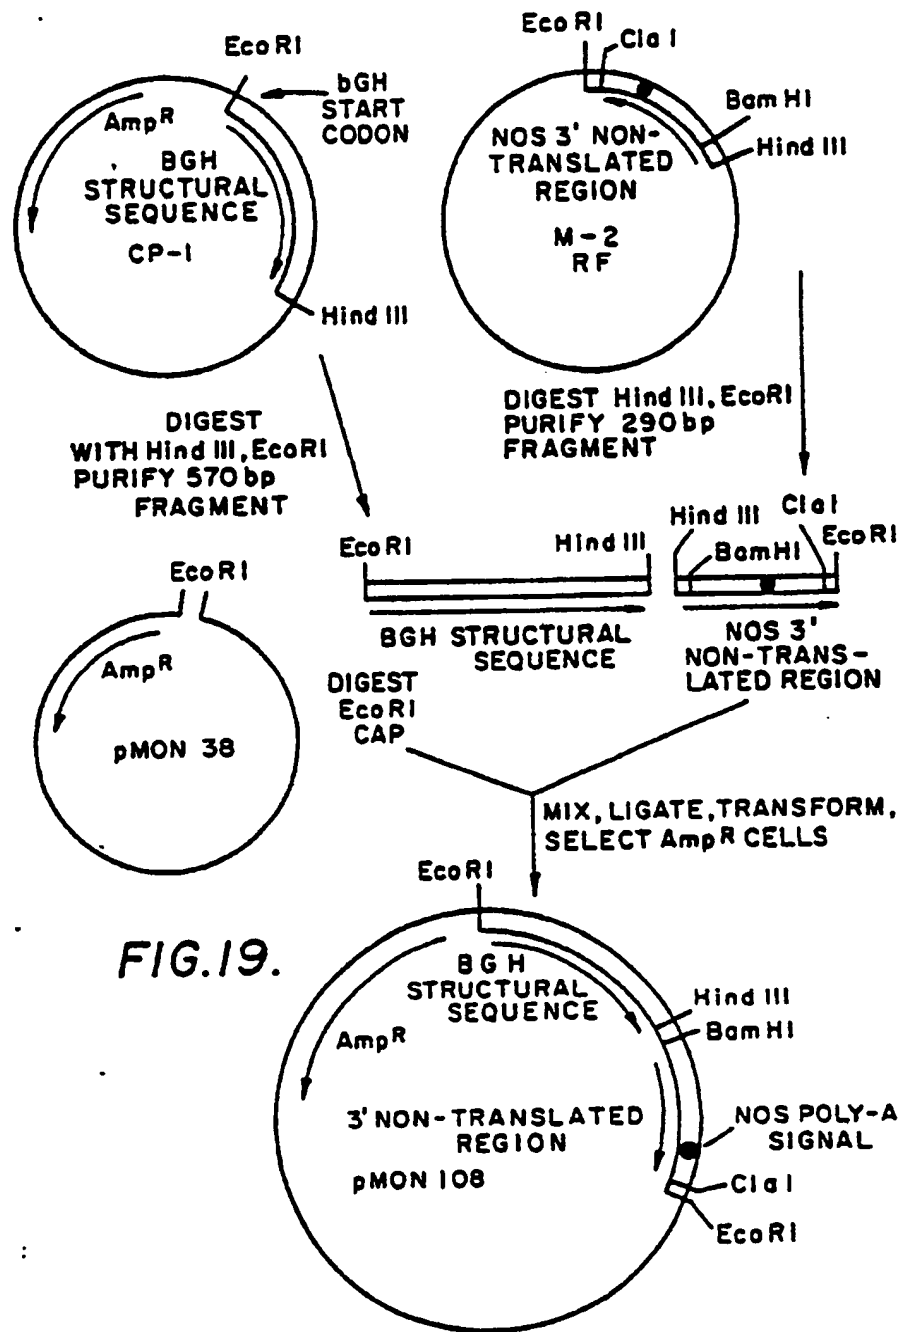 EcoRI
bGH
START
CODON
AmpR
BGH
STRUCTURAL
SEQUENCE
CP-1
Hind III
EcoRI
ClaI
BamHI
Hind III
NOS 3' NON-
TRANSLATED
REGION
M-2
RF
DIGEST
WITH Hind III, EcoRI
PURIFY 570bp
FRAGMENT
DIGEST Hind III, EcoRI
PURIFY 290bp
FRAGMENT
EcoRI
Hind III
BGH STRUCTURAL
SEQUENCE
Hind III
ClaI
BamHI
EcoRI
NOS 3'
NON-TRANS-
LATED REGION
EcoRI
AmpR
pMON 38
DIGEST
EcoRI
CAP
MIX, LIGATE, TRANSFORM,
SELECT AmpR CELLS
FIG.19.
EcoRI
BGH
STRUCTURAL
SEQUENCE
AmpR
Hind III
BamHI
3' NON-TRANSLATED
REGION
NOS POLY-A
SIGNAL
pMON 108
ClaI
EcoRI